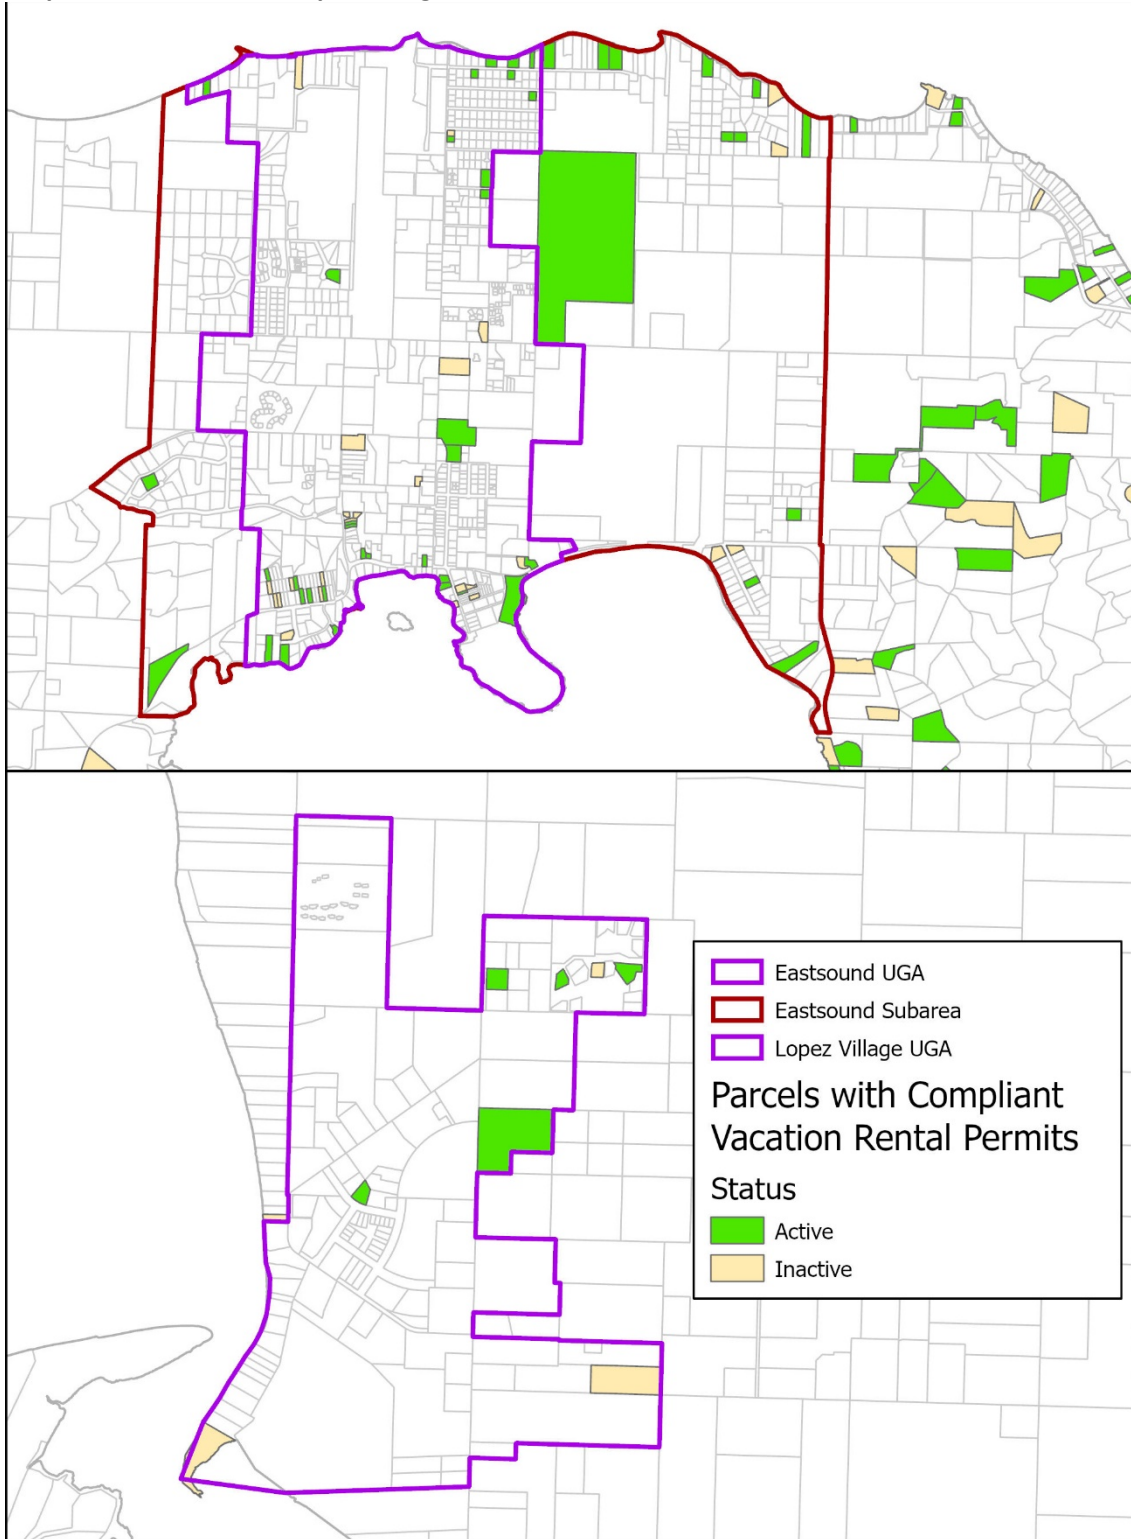 Eastsound UGA
Eastsound Subarea
Lopez Village UGA
Parcels with Compliant
Vacation Rental Permits
Status
Active
Inactive